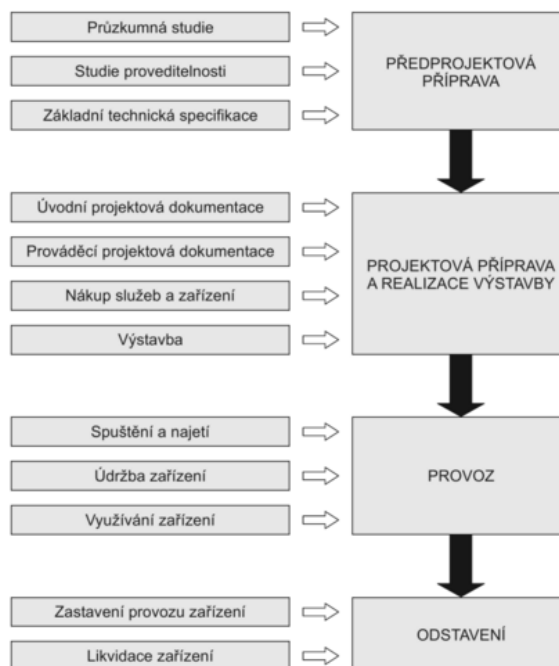 Průzkumná studie
Studie proveditelnosti
Základní technická specifikace
PŘEDPROJEKTOVÁ
PŘÍPRAVA
Úvodní projektová dokumentace
Prováděcí projektová dokumentace
Nákup služeb a zařízení
Výstavba
PROJEKTOVÁ PŘÍPRAVA
A REALIZACE VÝSTAVBY
Spuštění a najetí
Údržba zařízení
Využívání zařízení
PROVOZ
Zastavení provozu zařízení
Likvidace zařízení
ODSTAVENÍ